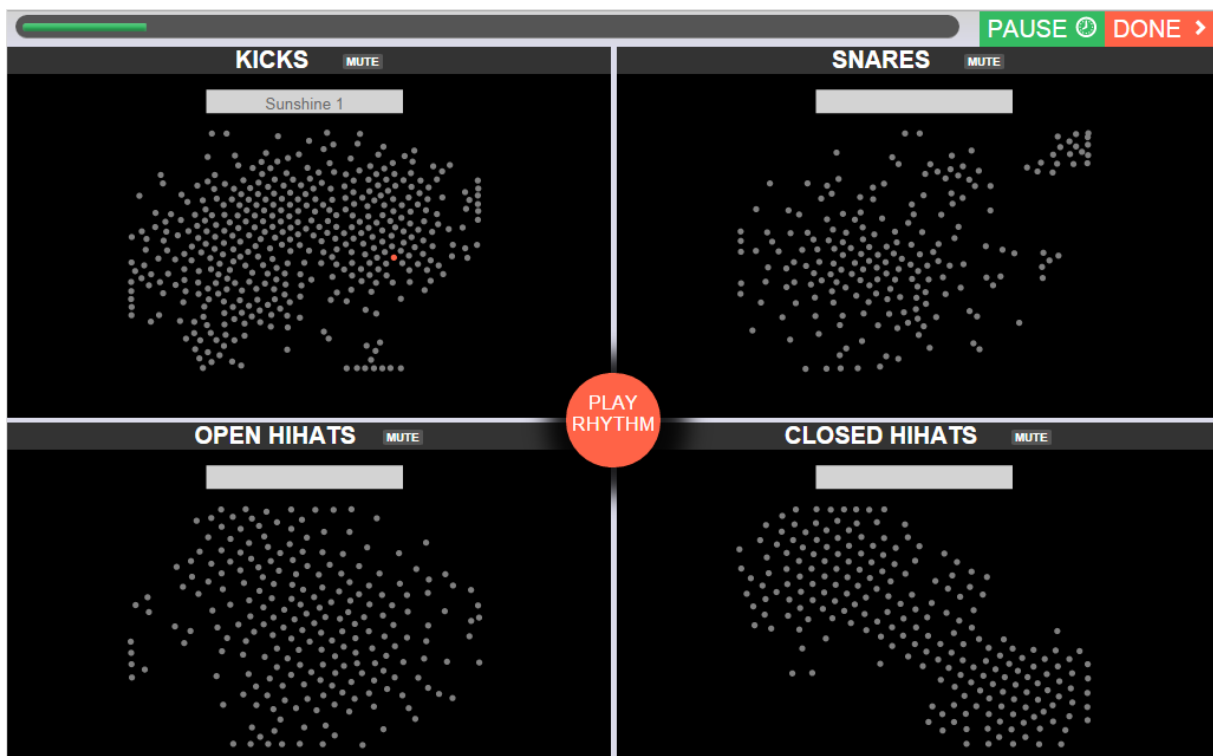 PAUSE DONE
KICKS MUTE
SNARES MUTE
Sunshine 1
PLAY
RHYTHM
OPEN HIHATS MUTE
CLOSED HIHATS MUTE